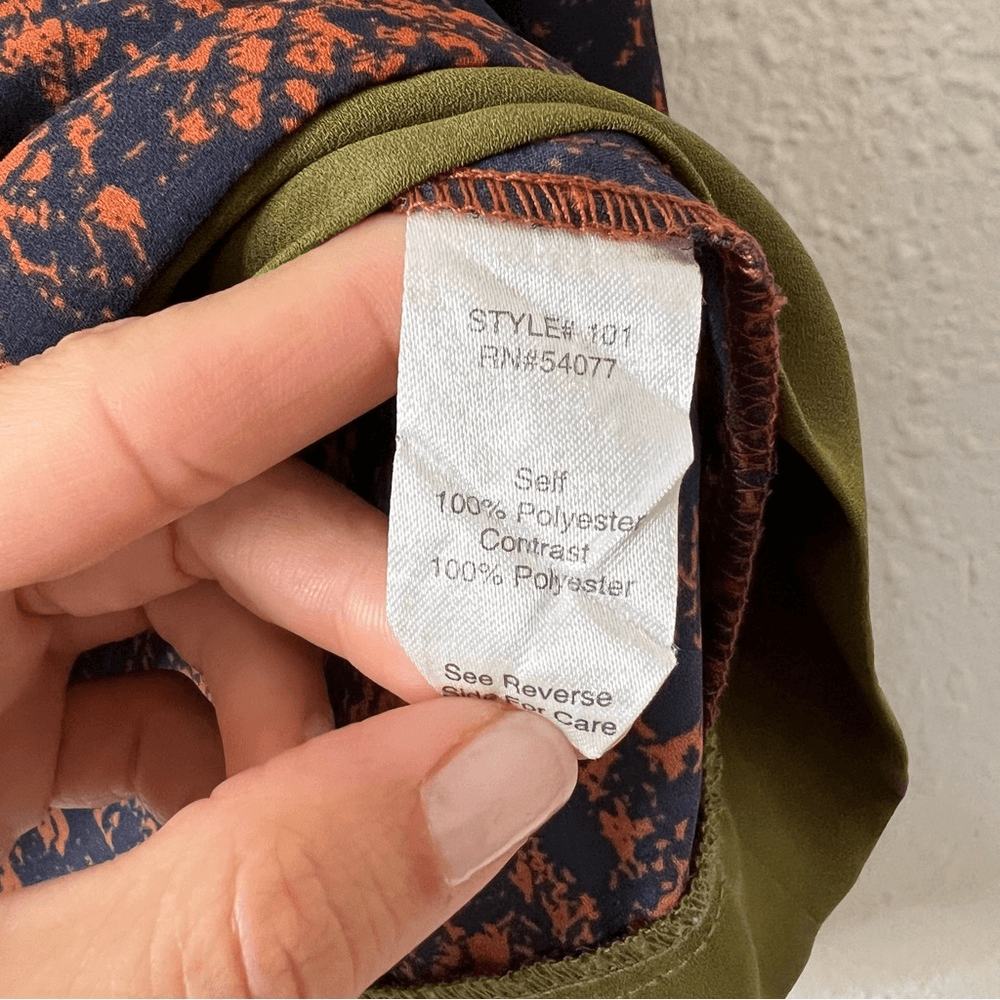 STYLE# 101
RN#54077
Self
100% Polyester
Contrast
100% Polyester
See Reverse
Side For Care